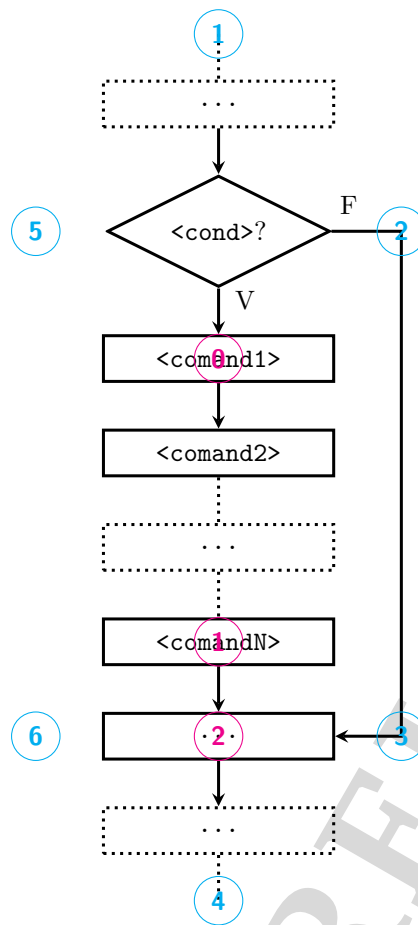 1
...
5
<cond>?
F
2
V
<comand1>
0
<comand2>
...
<comandN>
1
6
...
2
3
...
4